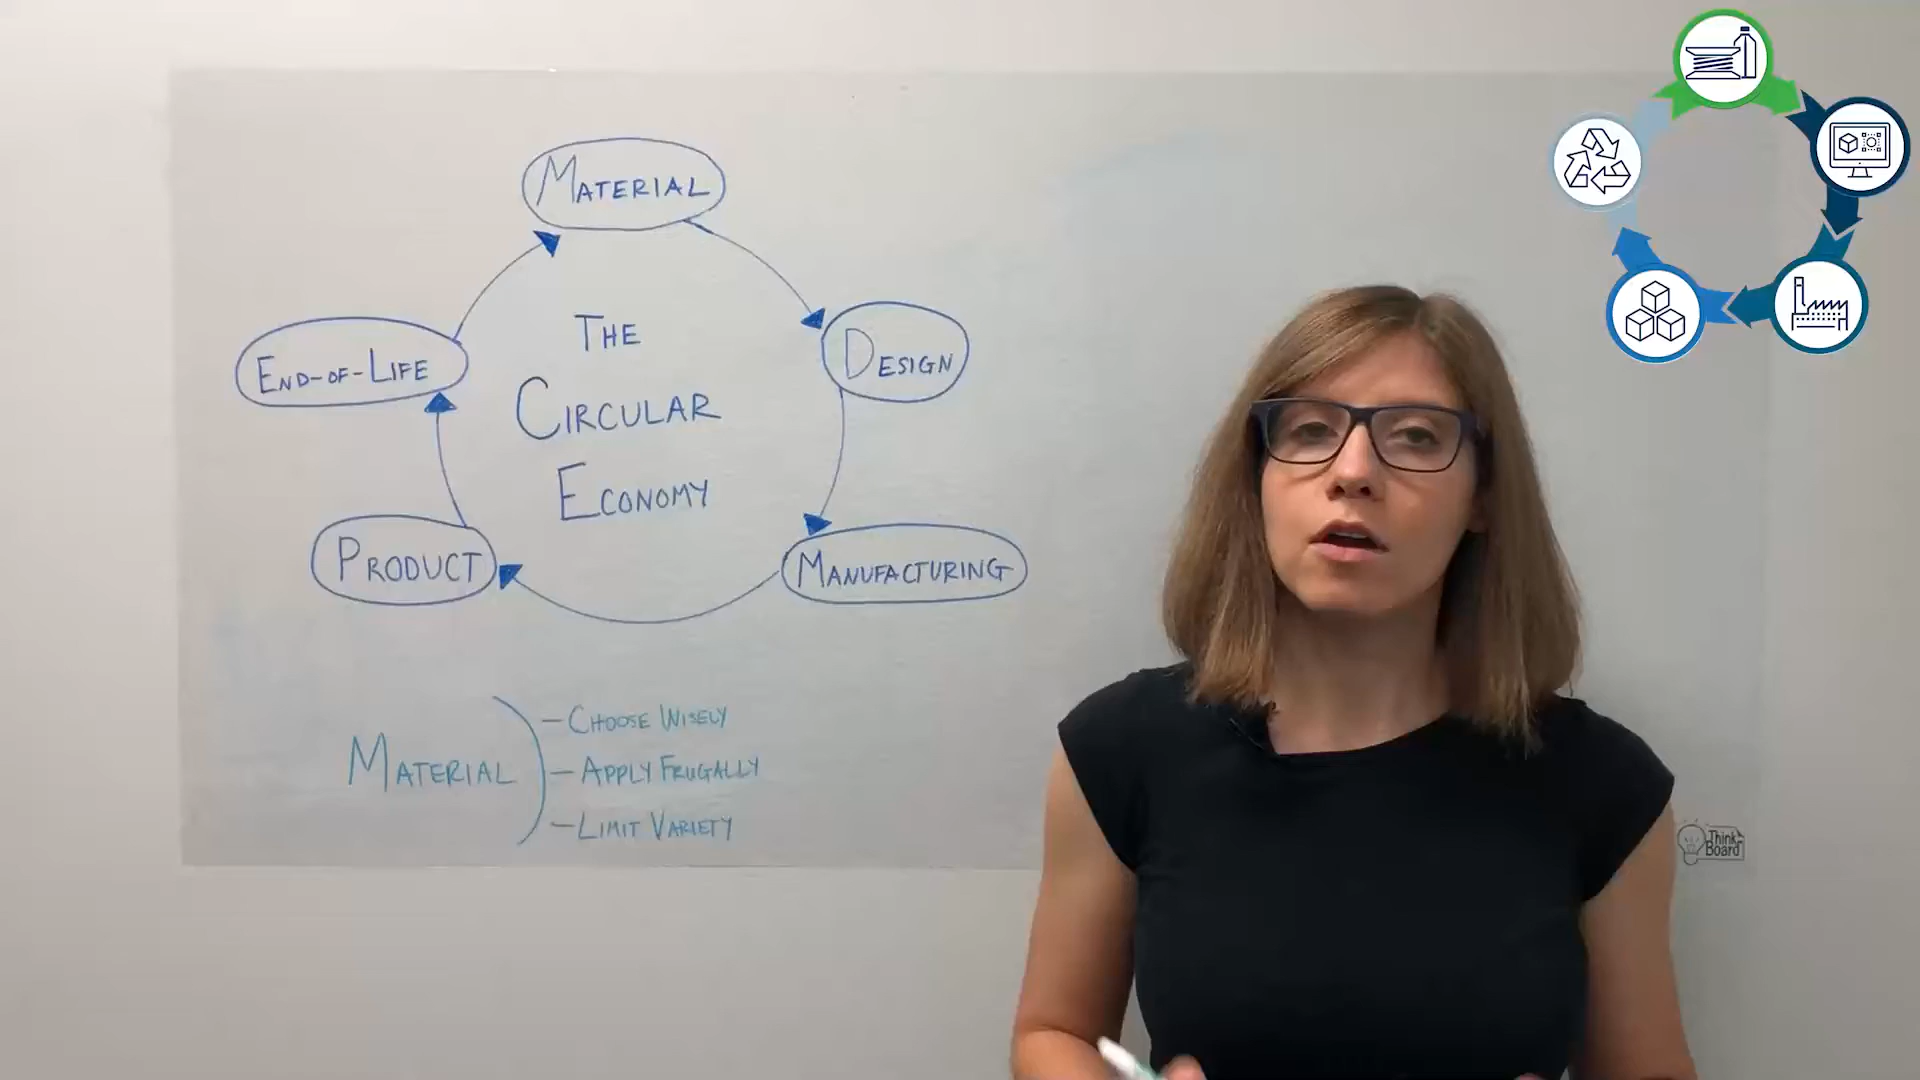 MATERIAL
DESIGN
MANUFACTURING
PRODUCT
END-OF-LIFE
THE
CIRCULAR
ECONOMY
MATERIAL
- CHOOSE WISELY
- APPLY FRUGALLY
- LIMIT VARIETY
Think
Board